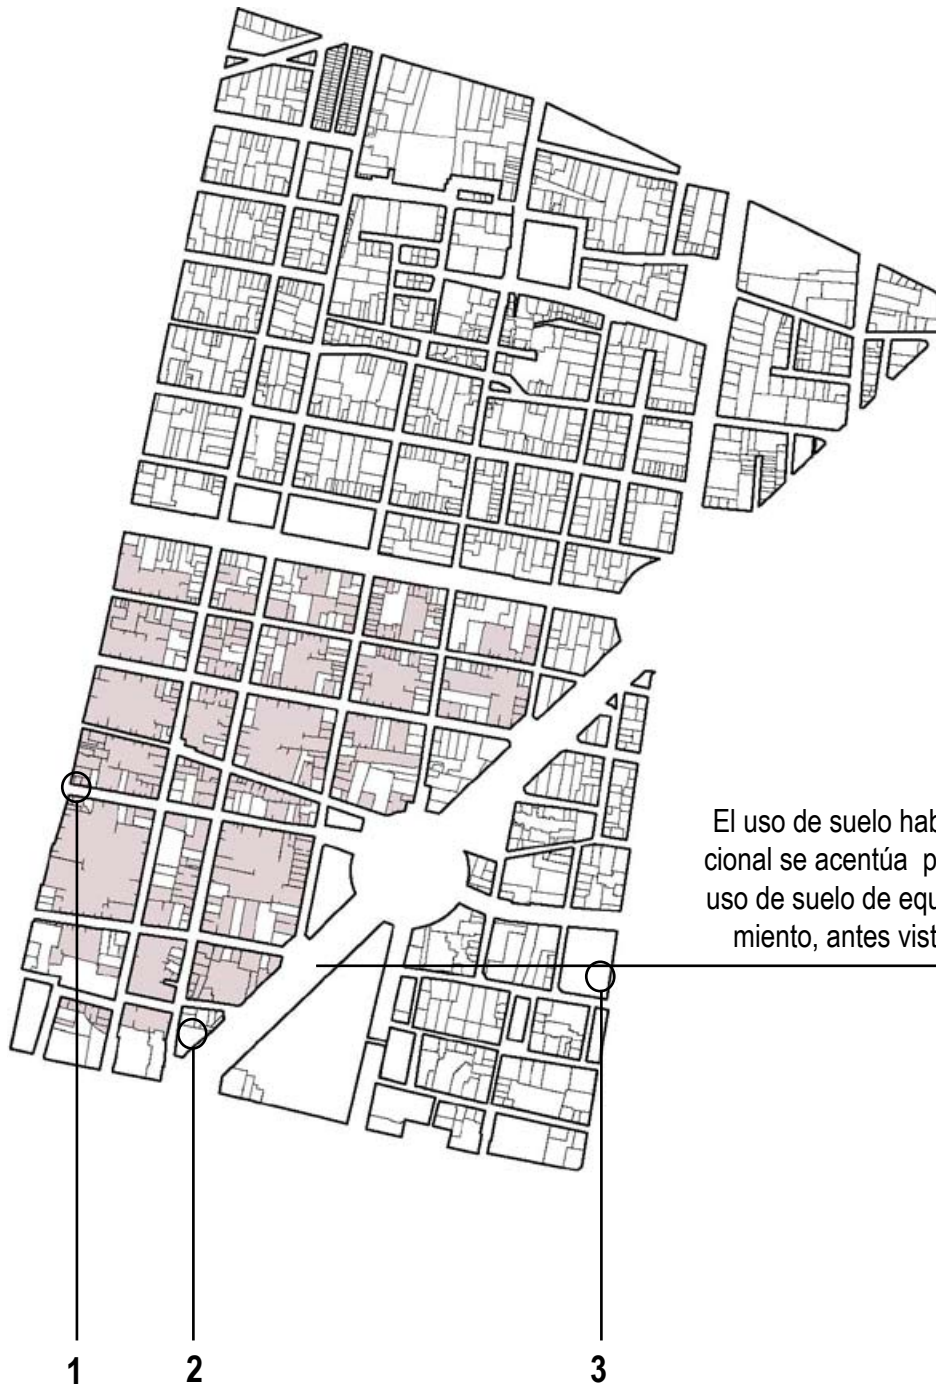 El uso de suelo hab
cional se acentúa p
uso de suelo de equ
miento, antes vist
1
2
3